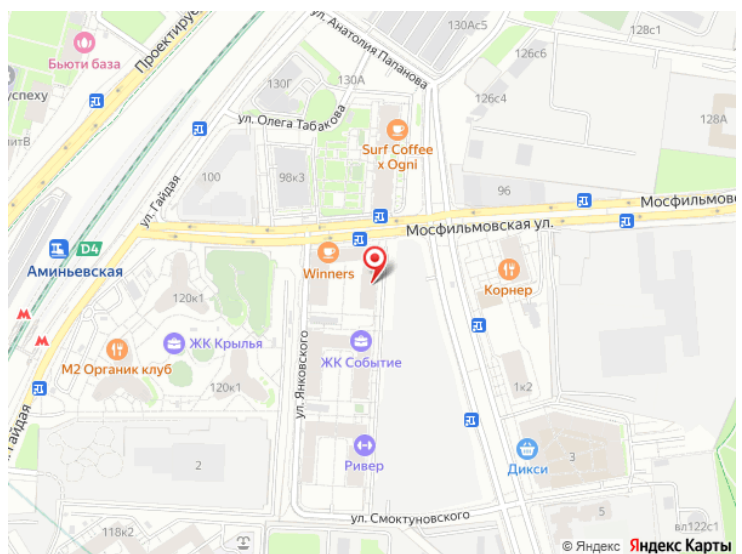 130Ас5
128с1
ул. Анатолия Папанова
126с6
Проектируе
Бьюти база
130Г
130А
126с4
успеху
ул. Олега Табакова
128А
Surf Coffee
x Ogni
100
98к3
96
ул. Гайдая
Мосфильмовс
Мосфильмовская ул.
D4
Аминьевская
Winners
Корнер
120к1
ЖК Крылья
ЖК Событие
М2 Органик клуб
120к1
ул. Янковского
1к2
Гайдая
2
Ривер
Дикси
3
ул. Смоктуновского
5
вл122с1
118к2
© Яндекс Яндекс Карты